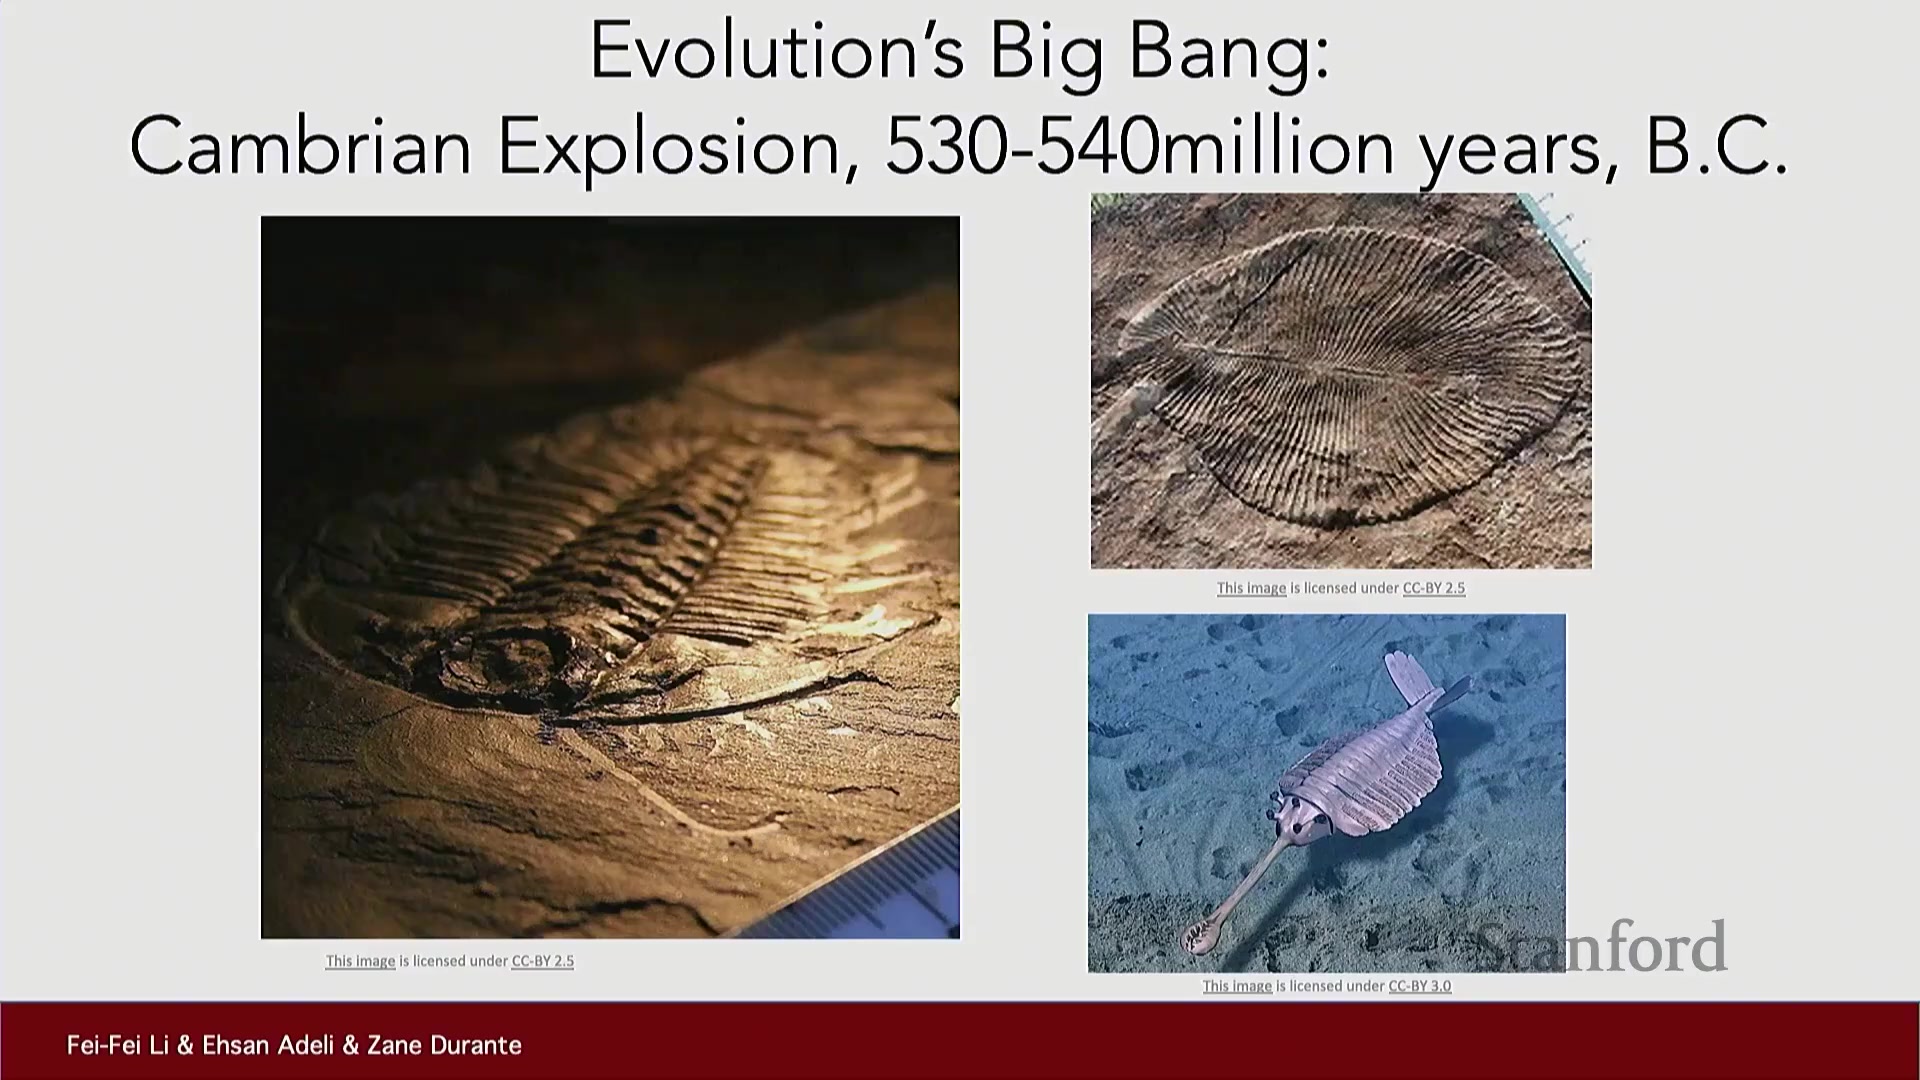 Evolution's Big Bang:
Cambrian Explosion, 530-540million years, B.C.
This image is licensed under CC-BY 2.5
This image is licensed under CC-BY 2.5
This image is licensed under CC-BY 3.0
Stanford
Fei-Fei Li & Ehsan Adeli & Zane Durante